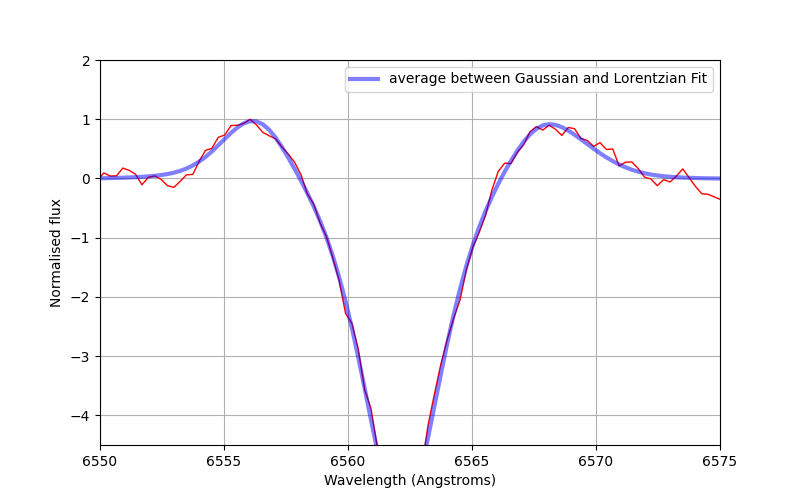 average between Gaussian and Lorentzian Fit
2
1
0
−1
−2
−3
−4
Normalised flux
6550 6555 6560 6565 6570 6575
Wavelength (Angstroms)